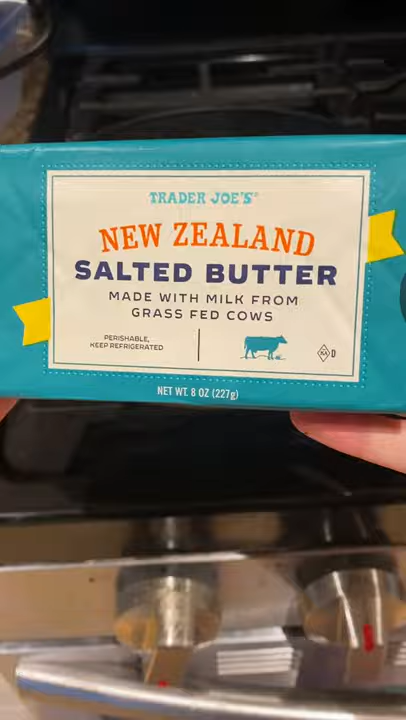 TRADER JOE'S®
NEW ZEALAND
SALTED BUTTER
MADE WITH MILK FROM
GRASS FED COWS
PERISHABLE,
KEEP REFRIGERATED
KA D
NET WT. 8 OZ (227g)